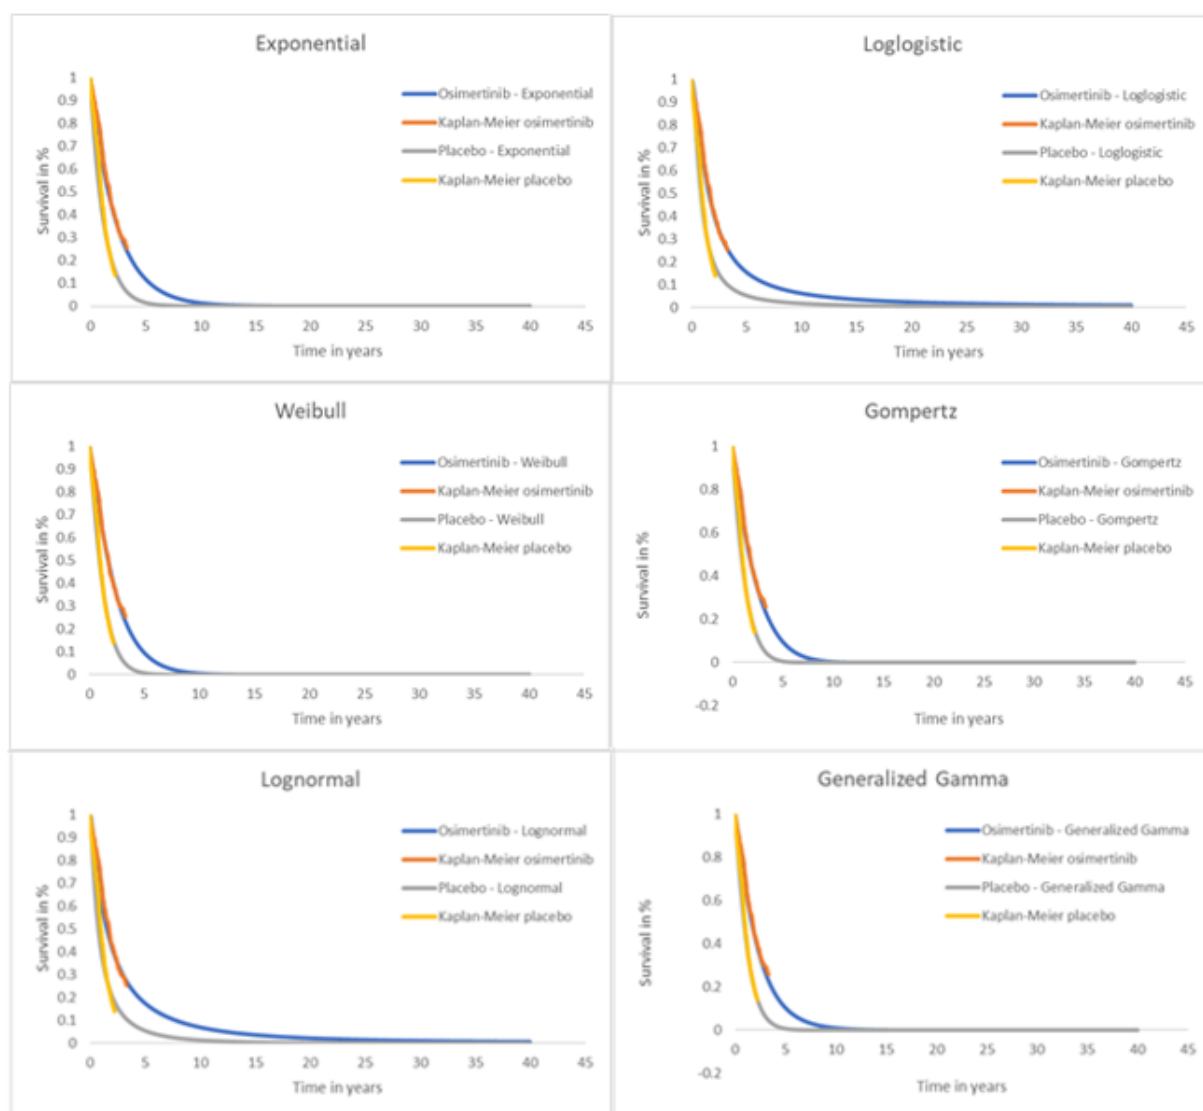 Exponential
1
0.9
0.8
0.7
0.6
0.5
0.4
0.3
0.2
0.1
0
Survival in %
Osimertinib - Exponential
Kaplan-Meier osimertinib
Placebo - Exponential
Kaplan-Meier placebo
0 5 10 15 20 25 30 35 40 45
Time in years
Loglogistic
1
0.9
0.8
0.7
0.6
0.5
0.4
0.3
0.2
0.1
0
Survival in %
Osimertinib - Loglogistic
Kaplan-Meier osimertinib
Placebo - Loglogistic
Kaplan-Meier placebo
0 5 10 15 20 25 30 35 40 45
Time in years
Weibull
1
0.9
0.8
0.7
0.6
0.5
0.4
0.3
0.2
0.1
0
Survival in %
Osimertinib - Weibull
Kaplan-Meier osimertinib
Placebo - Weibull
Kaplan-Meier placebo
0 5 10 15 20 25 30 35 40 45
Time in years
Gompertz
1
0.8
0.6
0.4
0.2
0
-0.2
Survival in %
Osimertinib - Gompertz
Kaplan-Meier osimertinib
Placebo - Gompertz
Kaplan-Meier placebo
0 5 10 15 20 25 30 35 40 45
Time in years
Lognormal
1
0.9
0.8
0.7
0.6
0.5
0.4
0.3
0.2
0.1
0
Survival in %
Osimertinib - Lognormal
Kaplan-Meier osimertinib
Placebo - Lognormal
Kaplan-Meier placebo
0 5 10 15 20 25 30 35 40 45
Time in years
Generalized Gamma
1
0.8
0.6
0.4
0.2
0
-0.2
Survival in %
Osimertinib - Generalized Gamma
Kaplan-Meier osimertinib
Placebo - Generalized Gamma
Kaplan-Meier placebo
0 5 10 15 20 25 30 35 40 45
Time in years